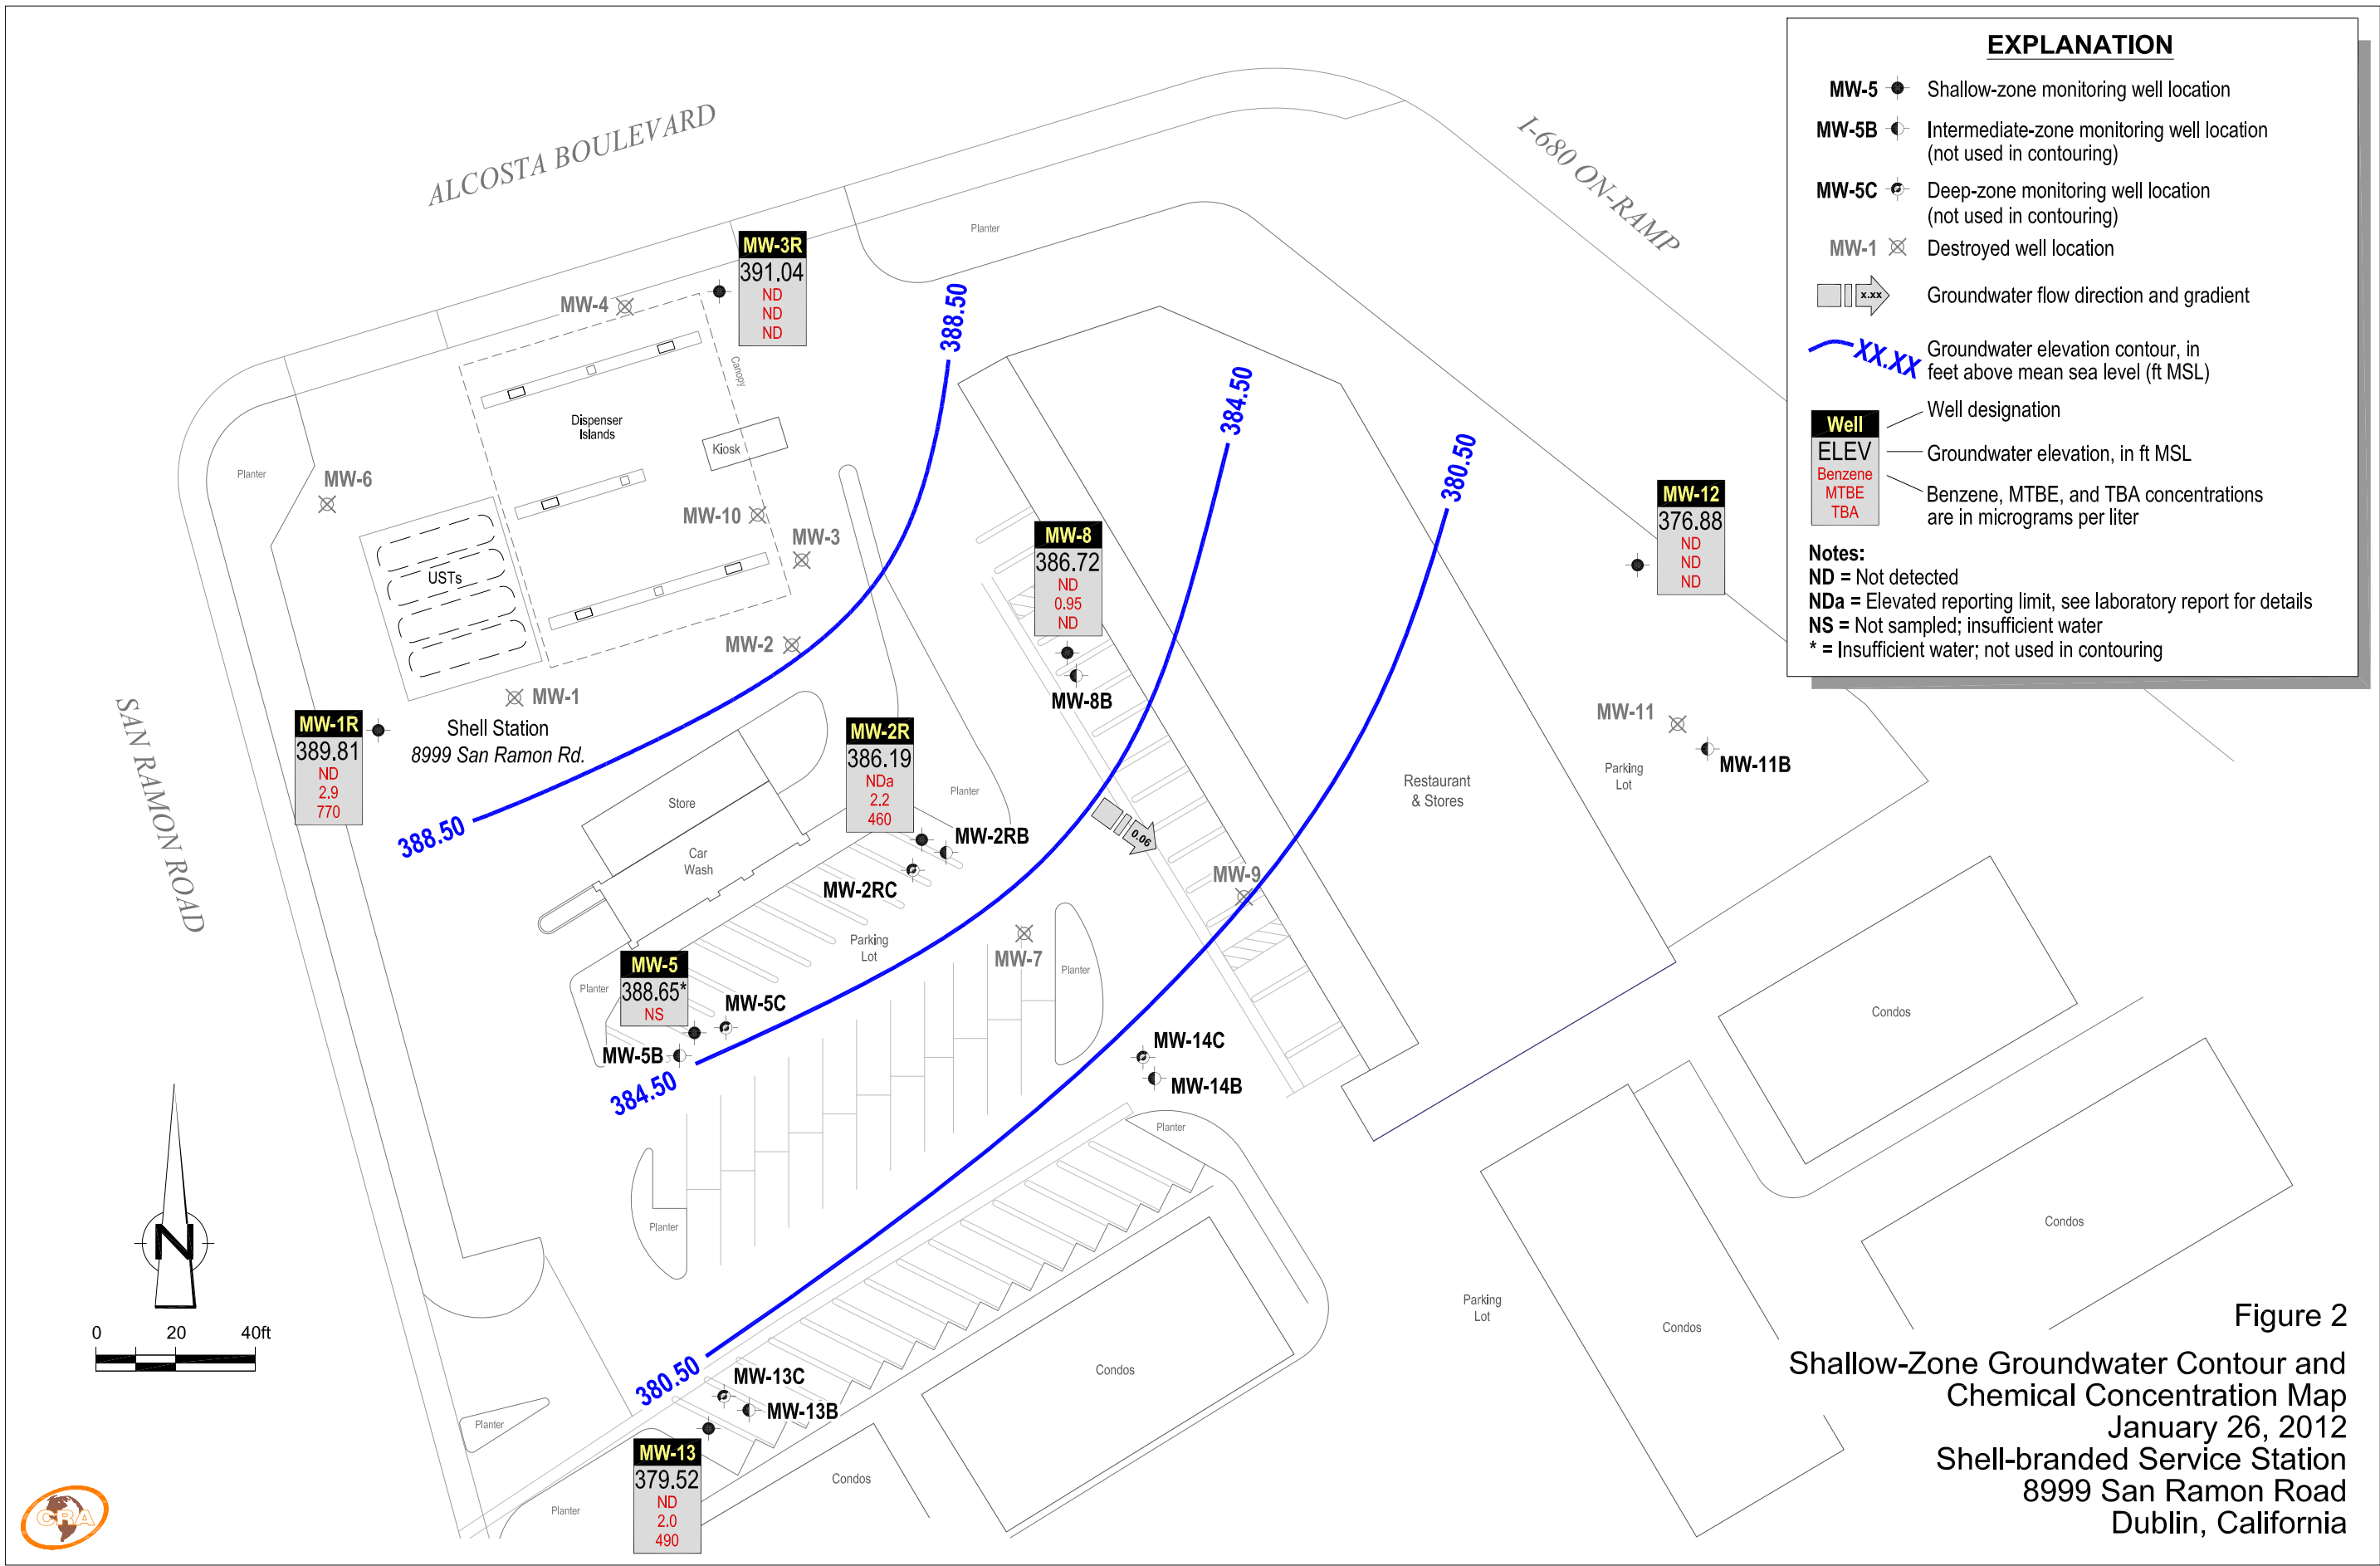 ALCOSTA BOULEVARD
I-680 ON-RAMP
SAN RAMON ROAD
EXPLANATION
MW-5 Shallow-zone monitoring well location
MW-5B Intermediate-zone monitoring well location
(not used in contouring)
MW-5C Deep-zone monitoring well location
(not used in contouring)
MW-1 Destroyed well location
x.xx Groundwater flow direction and gradient
XX.XX Groundwater elevation contour, in
feet above mean sea level (ft MSL)
Well
ELEV
Benzene
MTBE
TBA
Well designation
Groundwater elevation, in ft MSL
Benzene, MTBE, and TBA concentrations
are in micrograms per liter
Notes:
ND = Not detected
NDa = Elevated reporting limit, see laboratory report for details
NS = Not sampled; insufficient water
* = Insufficient water; not used in contouring
Planter
MW-3R
391.04
ND
ND
ND
MW-4
388.50
Canopy
Dispenser
Islands
Kiosk
384.50
380.50
Planter
MW-6
MW-10
MW-3
USTs
MW-8
386.72
ND
0.95
ND
MW-12
376.88
ND
ND
ND
MW-2
MW-1
MW-8B
Shell Station
8999 San Ramon Rd.
MW-1R
389.81
ND
2.9
770
MW-2R
386.19
NDa
2.2
460
MW-11
MW-11B
Parking
Lot
Restaurant
& Stores
Planter
Store
388.50
Car
Wash
MW-2RB
MW-2RC
0.06
MW-9
Parking
Lot
MW-7
Planter
MW-5
388.65*
NS
Planter
MW-5C
MW-5B
384.50
MW-14C
MW-14B
Condos
Planter
Planter
Condos
N
0 20 40ft
Parking
Lot
Condos
380.50
MW-13C
MW-13B
Condos
Planter
MW-13
379.52
ND
2.0
490
Condos
Planter
CRA
Figure 2
Shallow-Zone Groundwater Contour and
Chemical Concentration Map
January 26, 2012
Shell-branded Service Station
8999 San Ramon Road
Dublin, California